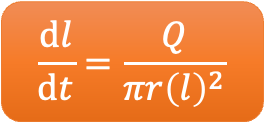 dl/dt = Q/πr(l)²